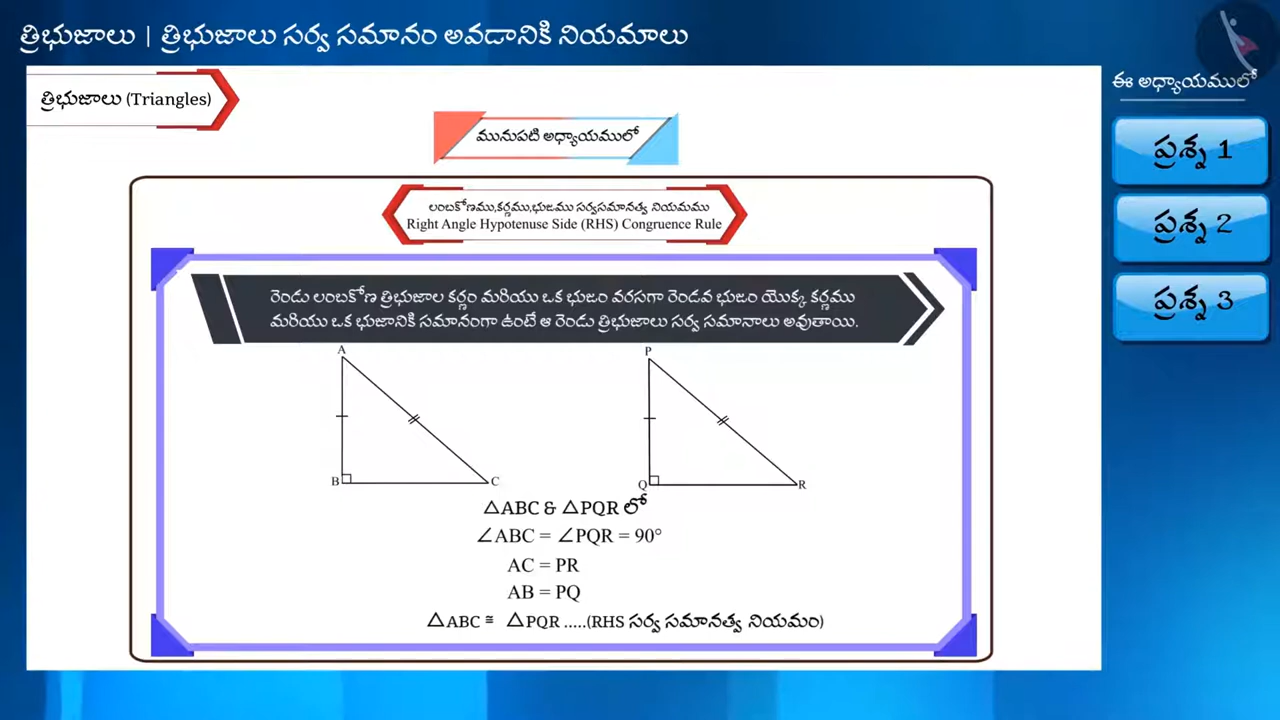 త్రిభుజాలు | త్రిభుజాలు సర్వ సమానం అవడానికి నియమాలు
త్రిభుజాలు (Triangles)
మునుపటి అధ్యాయములో
లంబకోణము,కర్ణము,భుజము సర్వసమానత్వ నియమము
Right Angle Hypotenuse Side (RHS) Congruence Rule
రెండు లంబకోణ త్రిభుజాల కర్ణం మరియు ఒక భుజం వరసగా రెండవ భుజం యొక్క కర్ణము
మరియు ఒక భుజానికి సమానంగా ఉంటే ఆ రెండు త్రిభుజాలు సర్వ సమానాలు అవుతాయి.
A
B
C
P
Q
R
△ABC & △PQR లో
∠ABC = ∠PQR = 90°
AC = PR
AB = PQ
△ABC ≅ △PQR .....(RHS సర్వ సమానత్వ నియమం)
ఈ అధ్యాయములో
ప్రశ్న 1
ప్రశ్న 2
ప్రశ్న 3